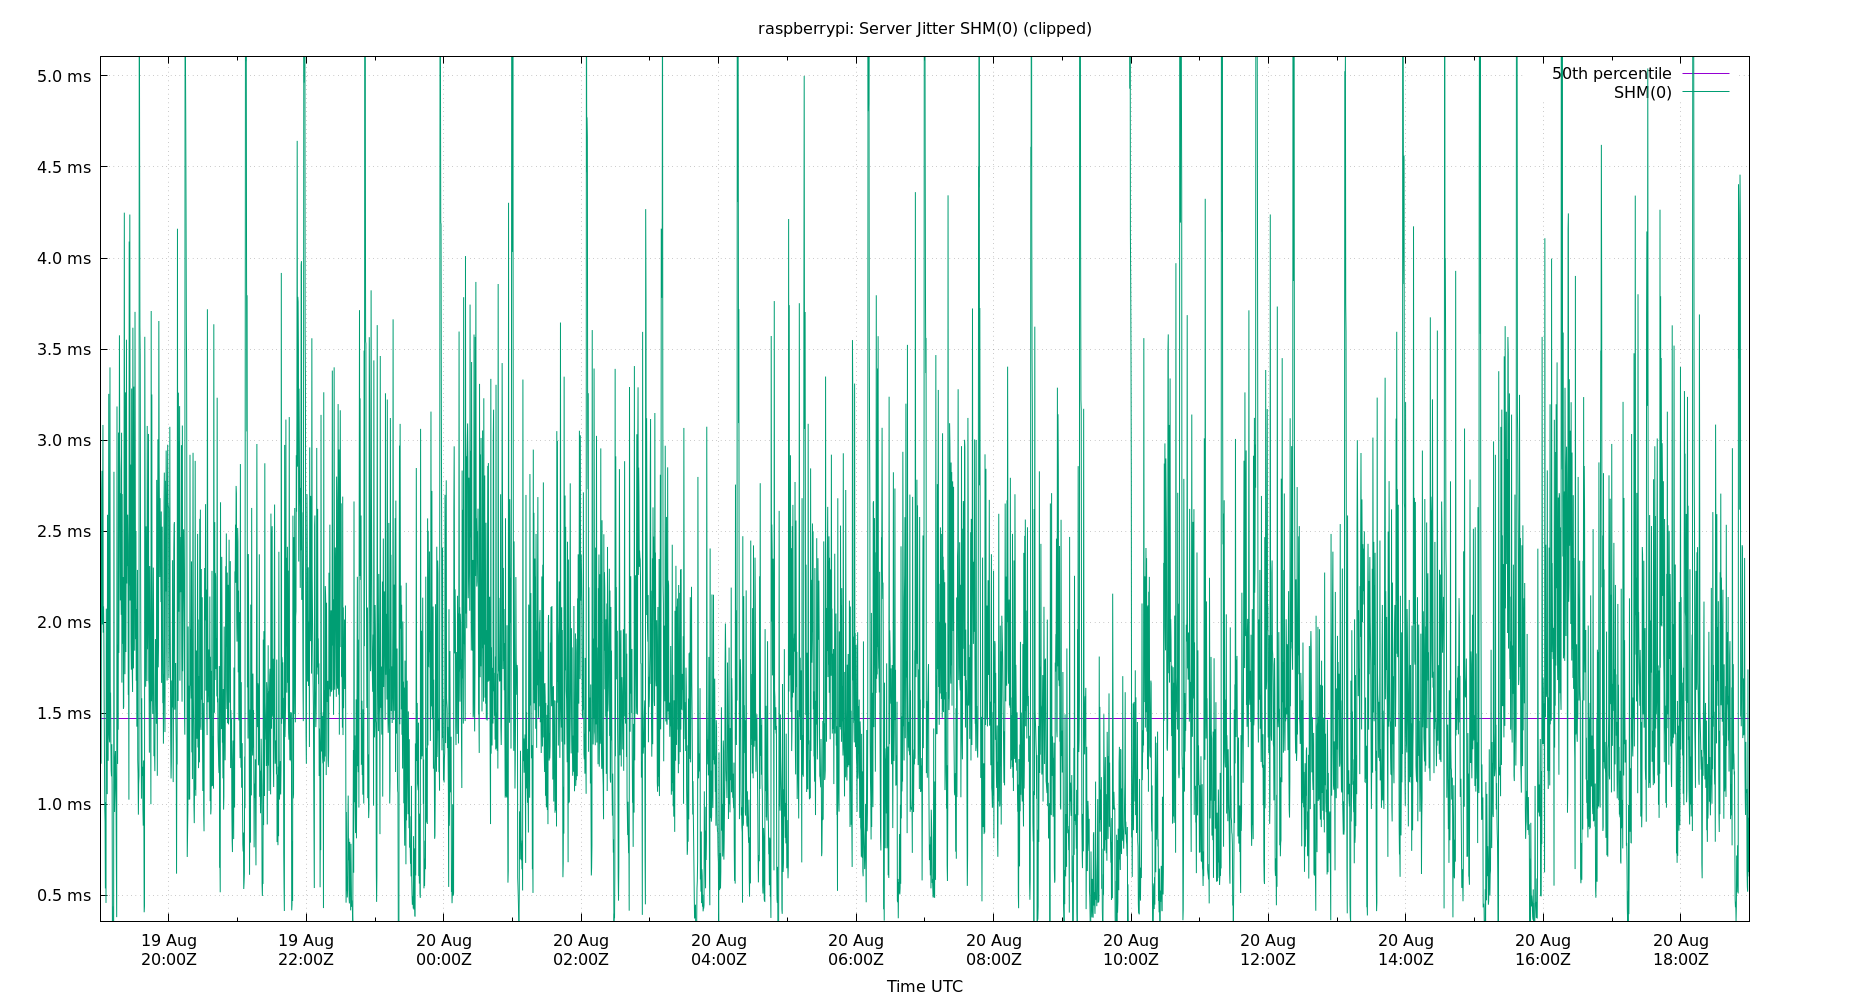 raspberrypi: Server Jitter SHM(0) (clipped)
5.0 ms
4.5 ms
4.0 ms
3.5 ms
3.0 ms
2.5 ms
2.0 ms
1.5 ms
1.0 ms
0.5 ms
50th percentile
SHM(0)
19 Aug 19 Aug 20 Aug 20 Aug 20 Aug 20 Aug 20 Aug 20 Aug 20 Aug 20 Aug 20 Aug 20 Aug
20:00Z 22:00Z 00:00Z 02:00Z 04:00Z 06:00Z 08:00Z 10:00Z 12:00Z 14:00Z 16:00Z 18:00Z
Time UTC